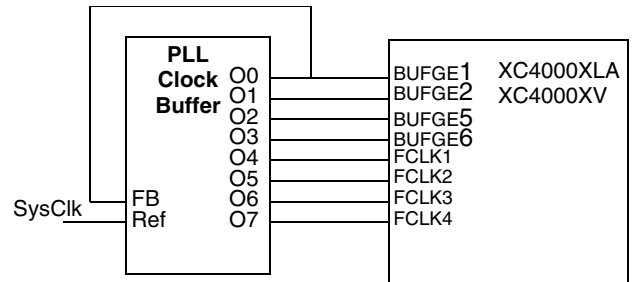 PLL
Clock
Buffer
O0
O1
O2
O3
O4
O5
O6
O7
FB
Ref
SysClk
BUFGE1
BUFGE2
BUFGE5
BUFGE6
FCLK1
FCLK2
FCLK3
FCLK4
XC4000XLA
XC4000XV